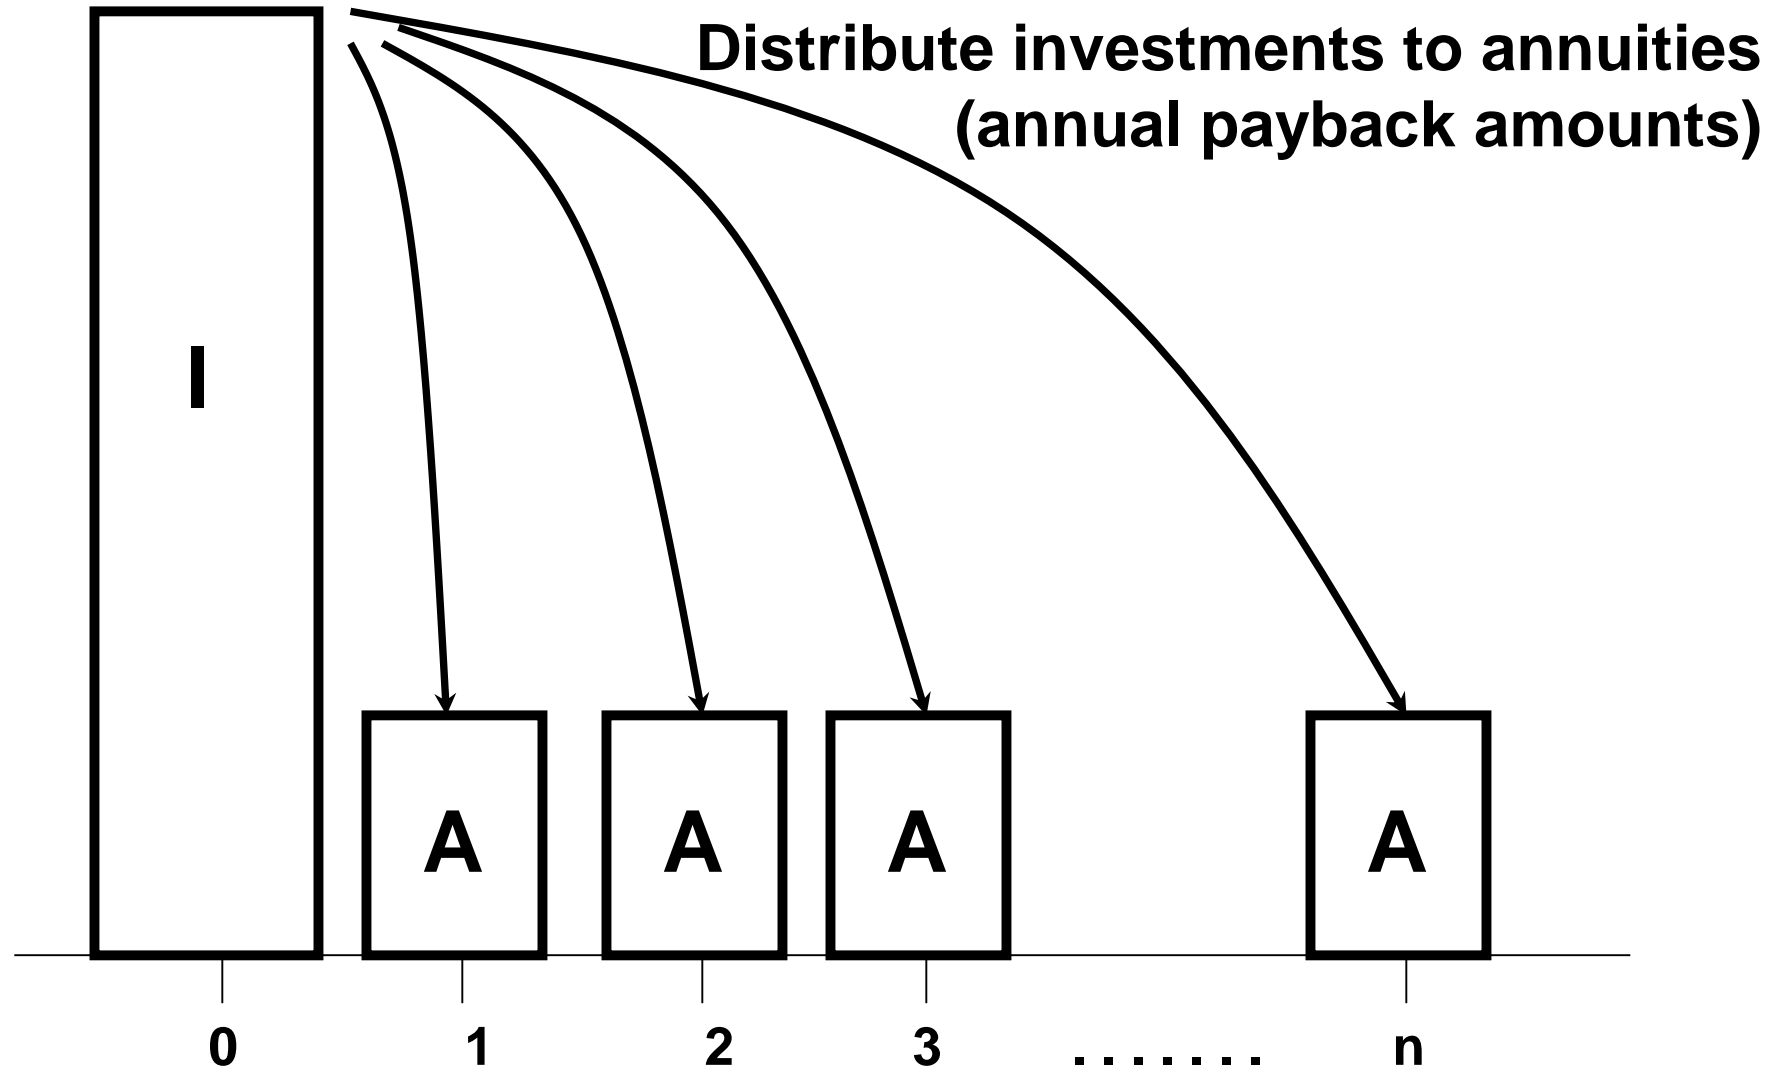 Distribute investments to annuities
(annual payback amounts)
I
A A A A
0 1 2 3 ....... n